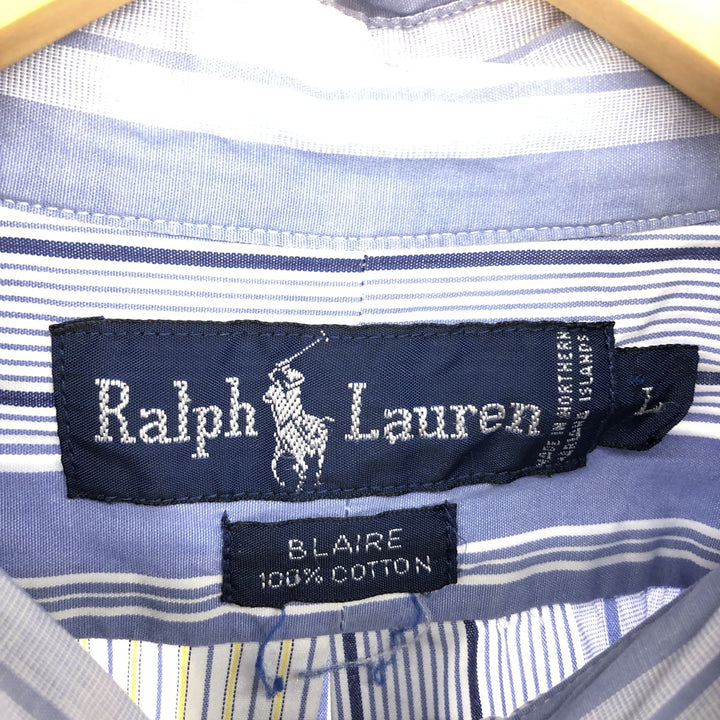 Ralph Lauren
MADE IN NORTHERN
MARIANA ISLANDS
L
BLAIRE
100% COTTON